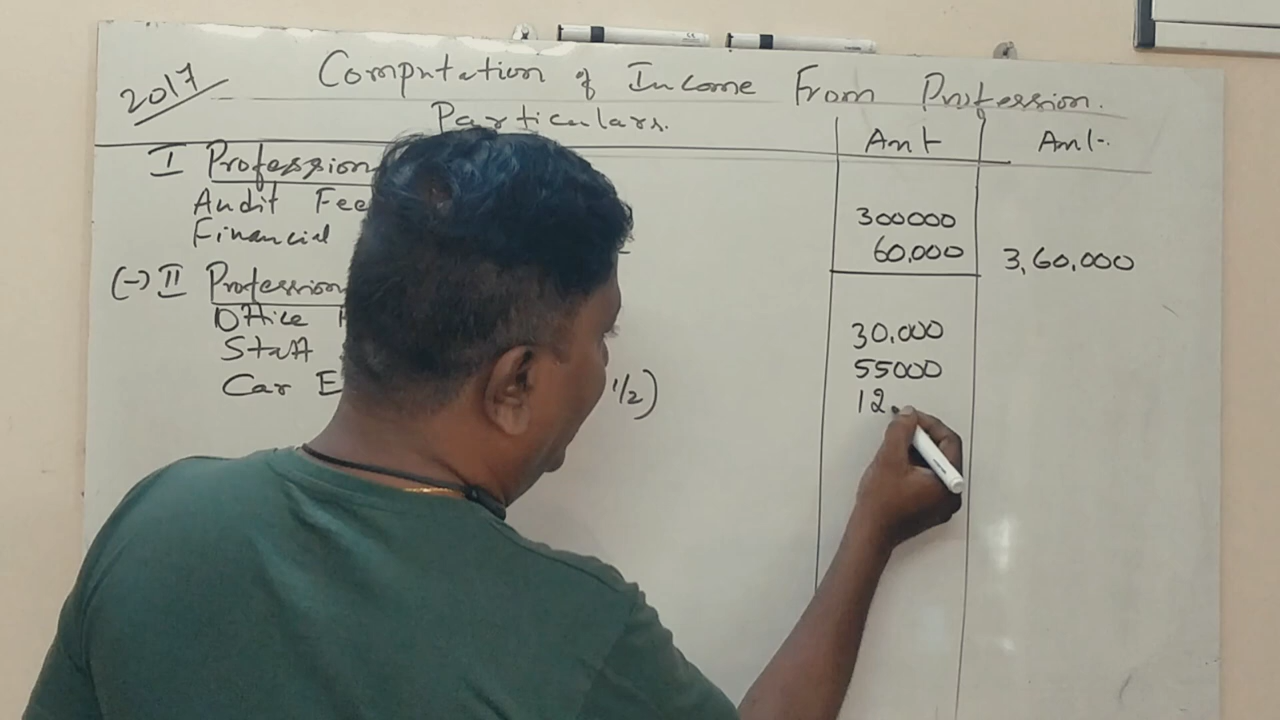 2017 Computation of Income From Profession.
Particulars. Amt Amt.
I Profession
Audit Fee 300000
Financial 60,000 3,60,000
(-) II Profession
Office 30,000
Staff 55000
Car E 1/2) 12